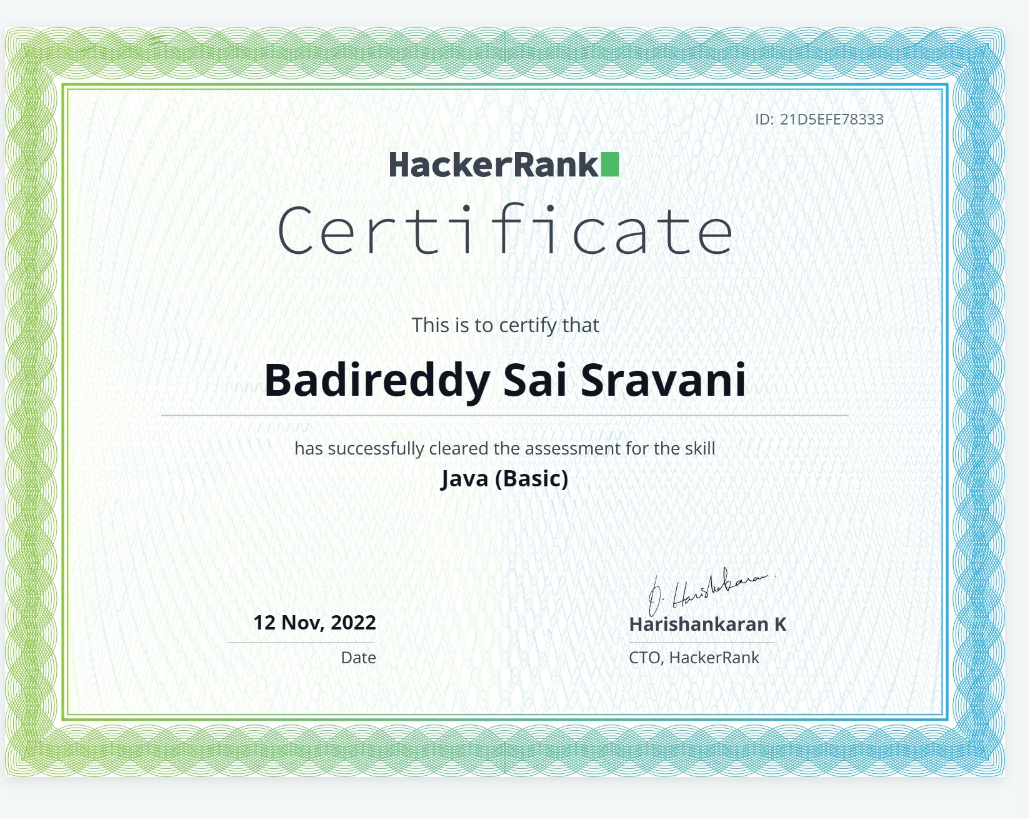 ID: 21D5EFE78333
HackerRank
Certificate
This is to certify that
Badireddy Sai Sravani
has successfully cleared the assessment for the skill
Java (Basic)
12 Nov, 2022
Date
Harishankaran K
CTO, HackerRank